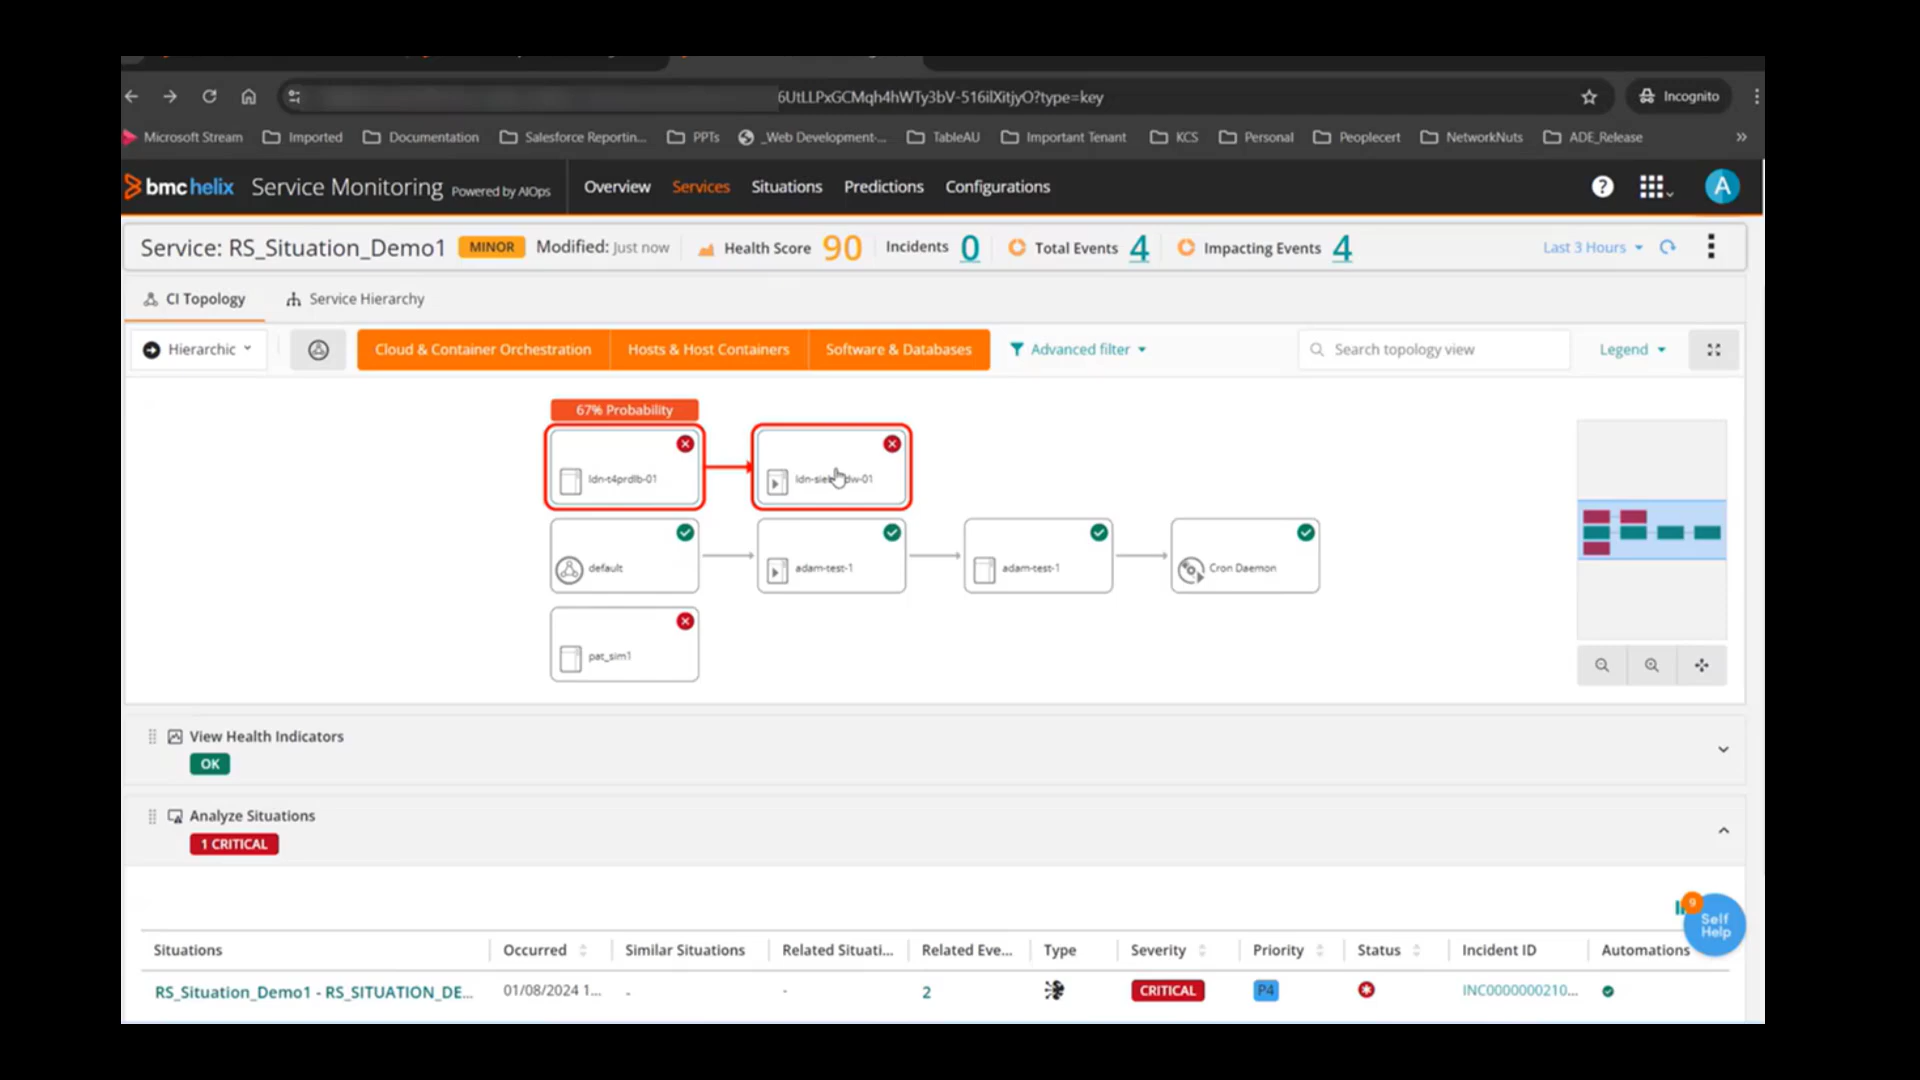 6UtLLPxGCMqh4hWTy3bV-516ilXitjyO?type=key
Incognito
Microsoft Stream Imported Documentation Salesforce Reportin... PPTs _Web Development-... TableAU Important Tenant KCS Personal Peoplecert NetworkNuts ADE_Release »
bmchelix Service Monitoring Powered by AIOps Overview Services Situations Predictions Configurations ? A
Service: RS_Situation_Demo1 MINOR Modified: Just now Health Score 90 Incidents 0 Total Events 4 Impacting Events 4 Last 3 Hours
CI Topology Service Hierarchy
Hierarchic Cloud & Container Orchestration Hosts & Host Containers Software & Databases Advanced filter Search topology view Legend
67% Probability
ldn-t4prdlb-01
default adam-test-1 adam-test-1 Cron Daemon
pat_sim1
View Health Indicators
OK
Analyze Situations
1 CRITICAL
9
Self
Help
Situations Occurred Similar Situations Related Situati... Related Eve... Type Severity Priority Status Incident ID Automations
RS_Situation_Demo1 - RS_SITUATION_DE... 01/08/2024 1... - - 2 CRITICAL P4 INC0000000210...